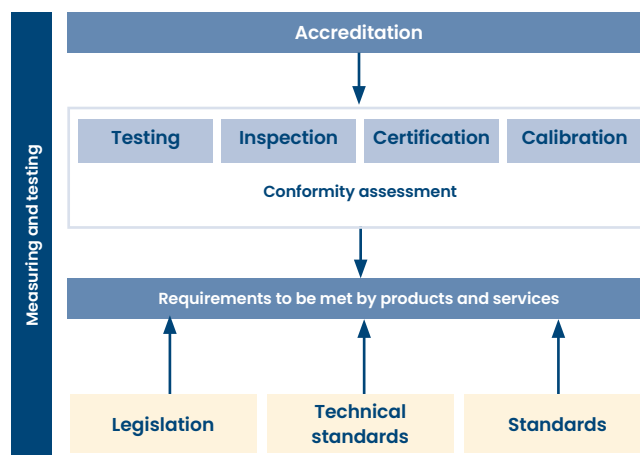 Measuring and testing
Accreditation
Testing
Inspection
Certification
Calibration
Conformity assessment
Requirements to be met by products and services
Legislation
Technical
standards
Standards